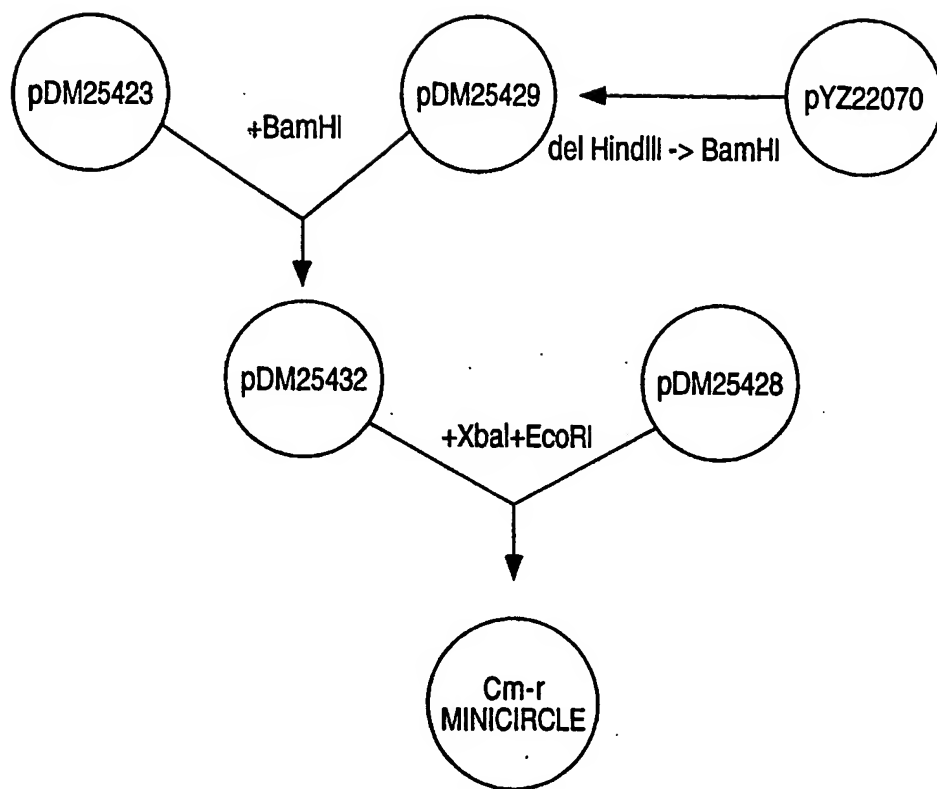 pDM25423
pDM25429
pYZ22070
+BamHI
del HindIII -> BamHI
pDM25432
pDM25428
+XbaI+EcoRI
Cm-r
MINICIRCLE